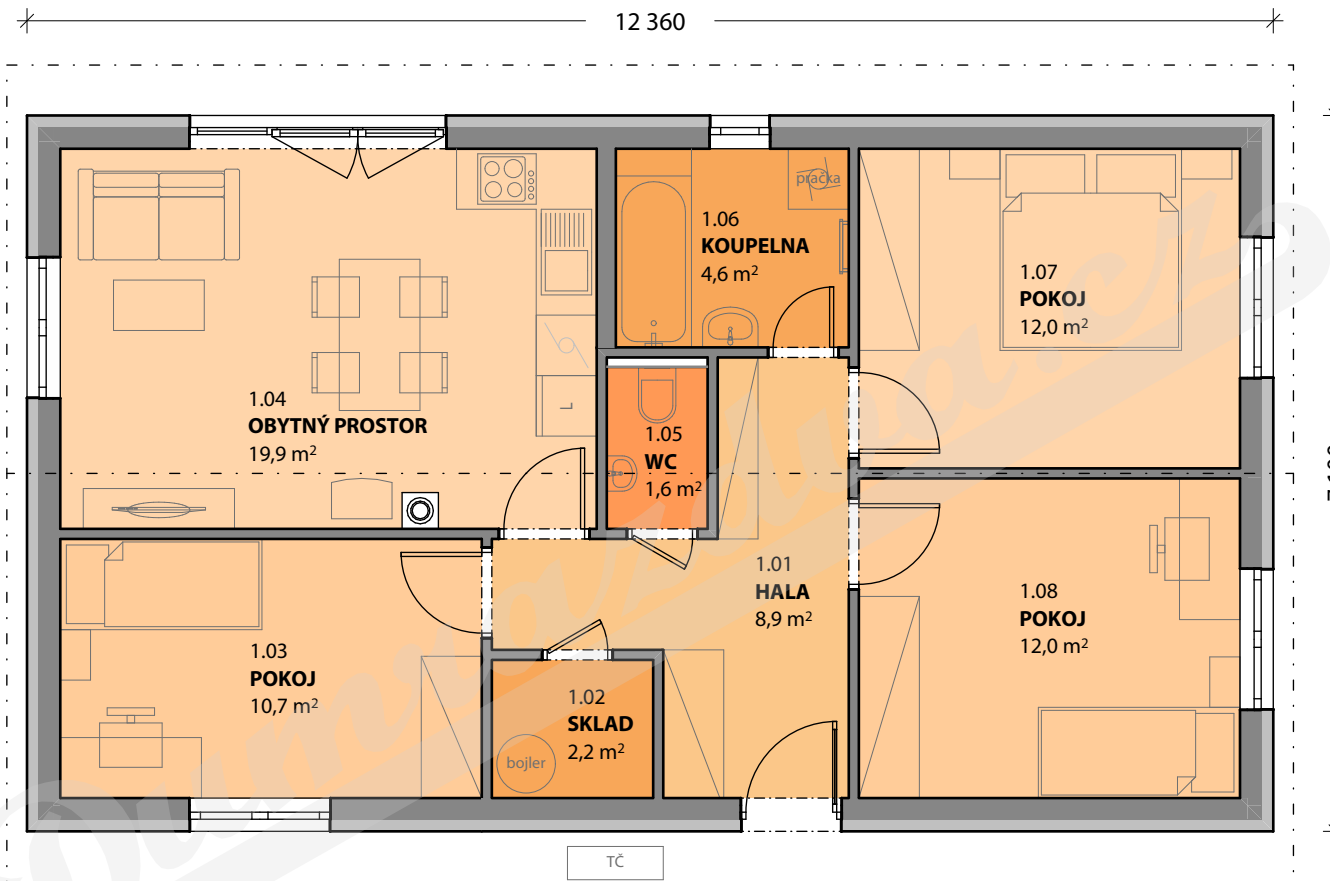 12 360
pračka
1.06
KOUPELNA
4,6 m²
1.07
POKOJ
12,0 m²
1.04
OBYTNÝ PROSTOR
19,9 m²
L
1.05
WC
1,6 m²
1.01
HALA
8,9 m²
1.08
POKOJ
12,0 m²
1.03
POKOJ
10,7 m²
1.02
SKLAD
2,2 m²
bojler
TČ
Dumrazdva.cz